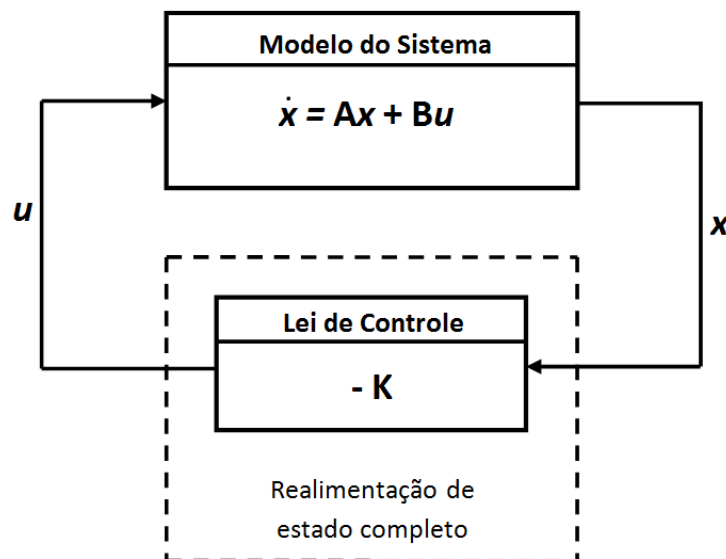 Modelo do Sistema
ẋ = Ax + Bu
u
x
Lei de Controle
- K
Realimentação de
estado completo